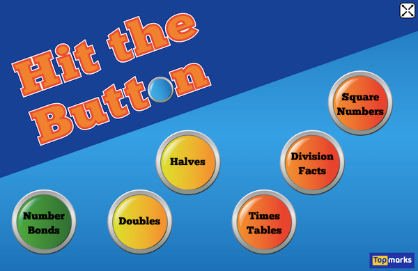 Hit the
Button
Square
Numbers
Halves
Division
Facts
Number
Bonds
Doubles
Times
Tables
Topmarks